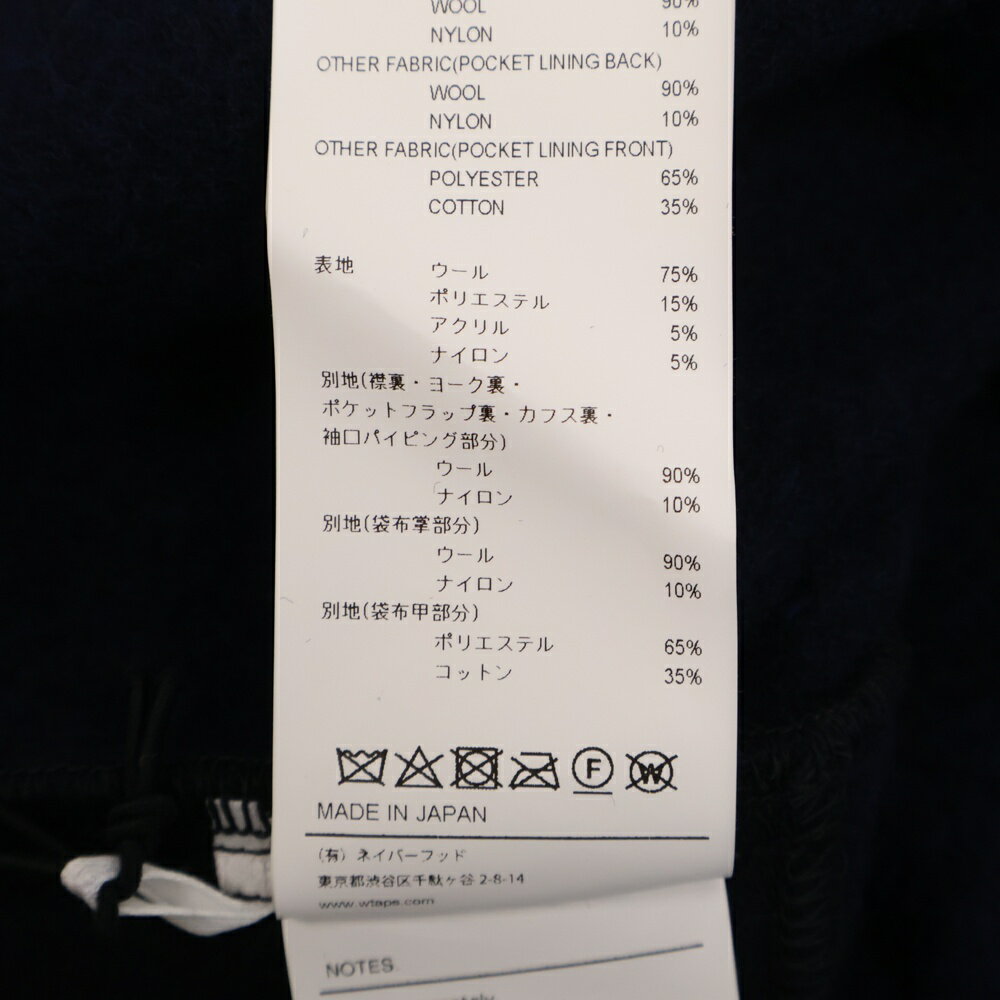 WOOL 90%
NYLON 10%
OTHER FABRIC(POCKET LINING BACK)
WOOL 90%
NYLON 10%
OTHER FABRIC(POCKET LINING FRONT)
POLYESTER 65%
COTTON 35%
表地 ウール 75%
ポリエステル 15%
アクリル 5%
ナイロン 5%
別地(襟裏・ヨーク裏・
ポケットフラップ裏・カフス裏・
袖口パイピング部分)
ウール 90%
ナイロン 10%
別地(袋布掌部分)
ウール 90%
ナイロン 10%
別地(袋布甲部分)
ポリエステル 65%
コットン 35%
F W
MADE IN JAPAN
(有) ネイバーフッド
東京都渋谷区千駄ヶ谷 2-8-14
www.wtaps.com
NOTES